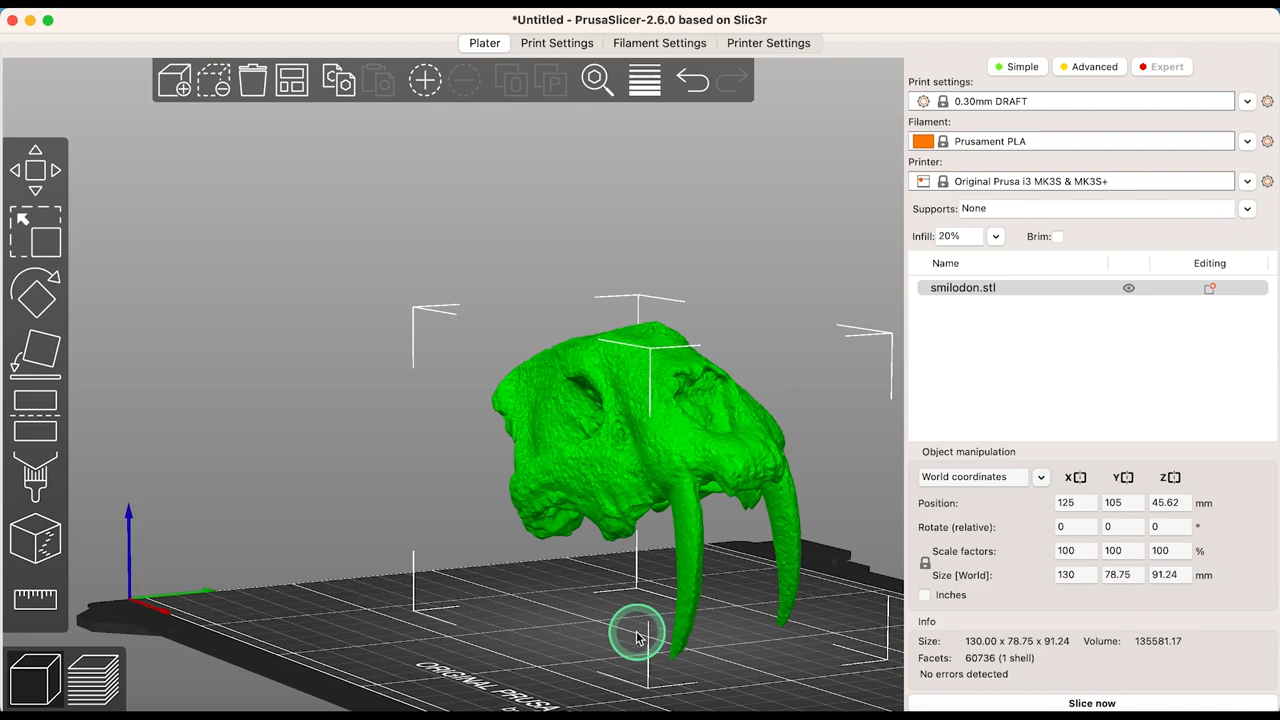 *Untitled - PrusaSlicer-2.6.0 based on Slic3r
Plater Print Settings Filament Settings Printer Settings
Simple Advanced Expert
Print settings:
0.30mm DRAFT
Filament:
Prusament PLA
Printer:
Original Prusa i3 MK3S & MK3S+
Supports: None
Infill: 20% Brim:
Name Editing
smilodon.stl
Object manipulation
World coordinates X Y Z
Position: 125 105 45.62 mm
Rotate (relative): 0 0 0 °
Scale factors: 100 100 100 %
Size [World]: 130 78.75 91.24 mm
Inches
Info
Size: 130.00 x 78.75 x 91.24 Volume: 135581.17
Facets: 60736 (1 shell)
No errors detected
Slice now
ORIGINAL PRUSA